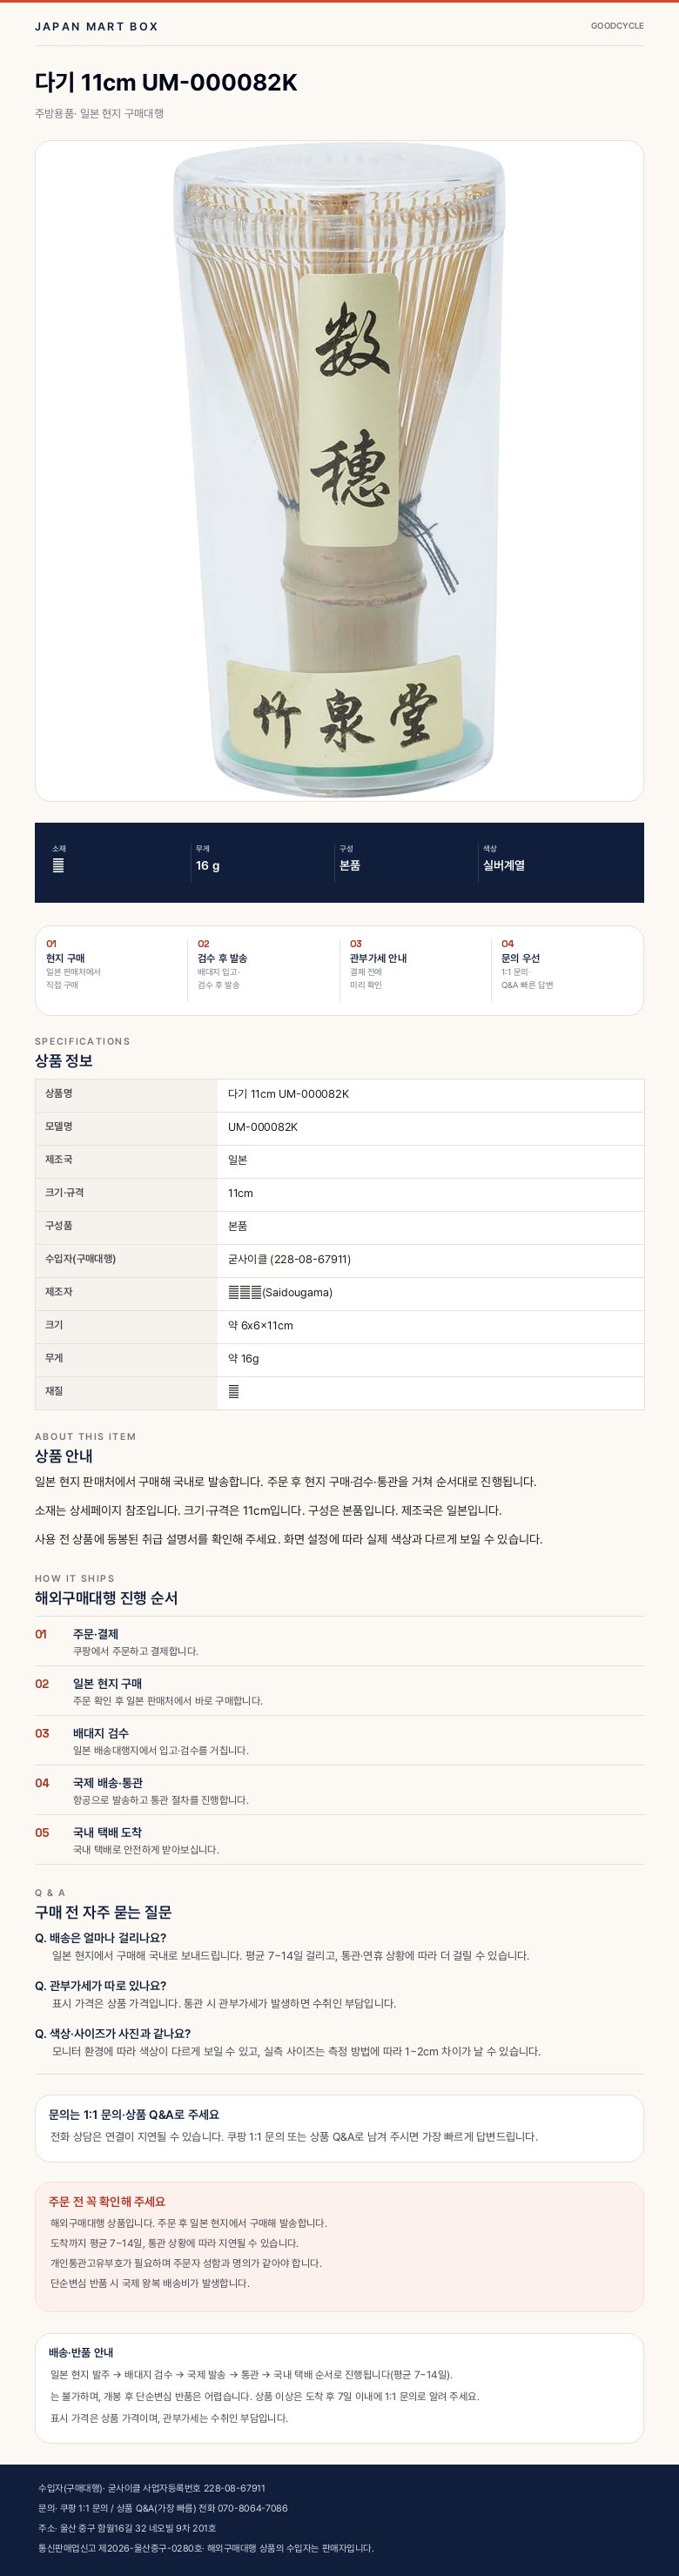 JAPAN MART BOX
GOODCYCLE
다기 11cm UM-000082K
주방용품· 일본 현지 구매대행
数
穂
竹泉堂
소재
무게
구성
색상
16 g
본품
실버계열
01
현지 구매
일본 판매처에서
직접 구매
02
검수 후 발송
배대지 입고·
검수 후 발송
03
관부가세 안내
결제 전에
미리 확인
04
문의 우선
1:1 문의·
Q&A 빠른 답변
SPECIFICATIONS
상품 정보
상품명 다기 11cm UM-000082K
모델명 UM-000082K
제조국 일본
크기·규격 11cm
구성품 본품
수입자(구매대행) 굳사이클 (228-08-67911)
제조자 (Saidougama)
크기 약 6x6×11cm
무게 약 16g
재질
ABOUT THIS ITEM
상품 안내
일본 현지 판매처에서 구매해 국내로 발송합니다. 주문 후 현지 구매·검수·통관을 거쳐 순서대로 진행됩니다.
소재는 상세페이지 참조입니다. 크기·규격은 11cm입니다. 구성은 본품입니다. 제조국은 일본입니다.
사용 전 상품에 동봉된 취급 설명서를 확인해 주세요. 화면 설정에 따라 실제 색상과 다르게 보일 수 있습니다.
HOW IT SHIPS
해외구매대행 진행 순서
01 주문·결제
쿠팡에서 주문하고 결제합니다.
02 일본 현지 구매
주문 확인 후 일본 판매처에서 바로 구매합니다.
03 배대지 검수
일본 배송대행지에서 입고·검수를 거칩니다.
04 국제 배송·통관
항공으로 발송하고 통관 절차를 진행합니다.
05 국내 택배 도착
국내 택배로 안전하게 받아보십니다.
Q & A
구매 전 자주 묻는 질문
Q. 배송은 얼마나 걸리나요?
일본 현지에서 구매해 국내로 보내드립니다. 평균 7~14일 걸리고, 통관·연휴 상황에 따라 더 걸릴 수 있습니다.
Q. 관부가세가 따로 있나요?
표시 가격은 상품 가격입니다. 통관 시 관부가세가 발생하면 수취인 부담입니다.
Q. 색상·사이즈가 사진과 같나요?
모니터 환경에 따라 색상이 다르게 보일 수 있고, 실측 사이즈는 측정 방법에 따라 1~2cm 차이가 날 수 있습니다.
문의는 1:1 문의·상품 Q&A로 주세요
전화 상담은 연결이 지연될 수 있습니다. 쿠팡 1:1 문의 또는 상품 Q&A로 남겨 주시면 가장 빠르게 답변드립니다.
주문 전 꼭 확인해 주세요
해외구매대행 상품입니다. 주문 후 일본 현지에서 구매해 발송합니다.
도착까지 평균 7~14일, 통관 상황에 따라 지연될 수 있습니다.
개인통관고유부호가 필요하며 주문자 성함과 명의가 같아야 합니다.
단순변심 반품 시 국제 왕복 배송비가 발생합니다.
배송·반품 안내
일본 현지 발주 → 배대지 검수 → 국제 발송 → 통관 → 국내 택배 순서로 진행됩니다(평균 7~14일).
는 불가하며, 개봉 후 단순변심 반품은 어렵습니다. 상품 이상은 도착 후 7일 이내에 1:1 문의로 알려 주세요.
표시 가격은 상품 가격이며, 관부가세는 수취인 부담입니다.
수입자(구매대행)· 굳사이클 사업자등록번호 228-08-67911
문의· 쿠팡 1:1 문의 / 상품 Q&A(가장 빠름) 전화 070-8064-7086
주소· 울산 중구 함월16길 32 네오빌 9차 201호
통신판매업신고 제2026-울산중구-0280호· 해외구매대행 상품의 수입자는 판매자입니다.